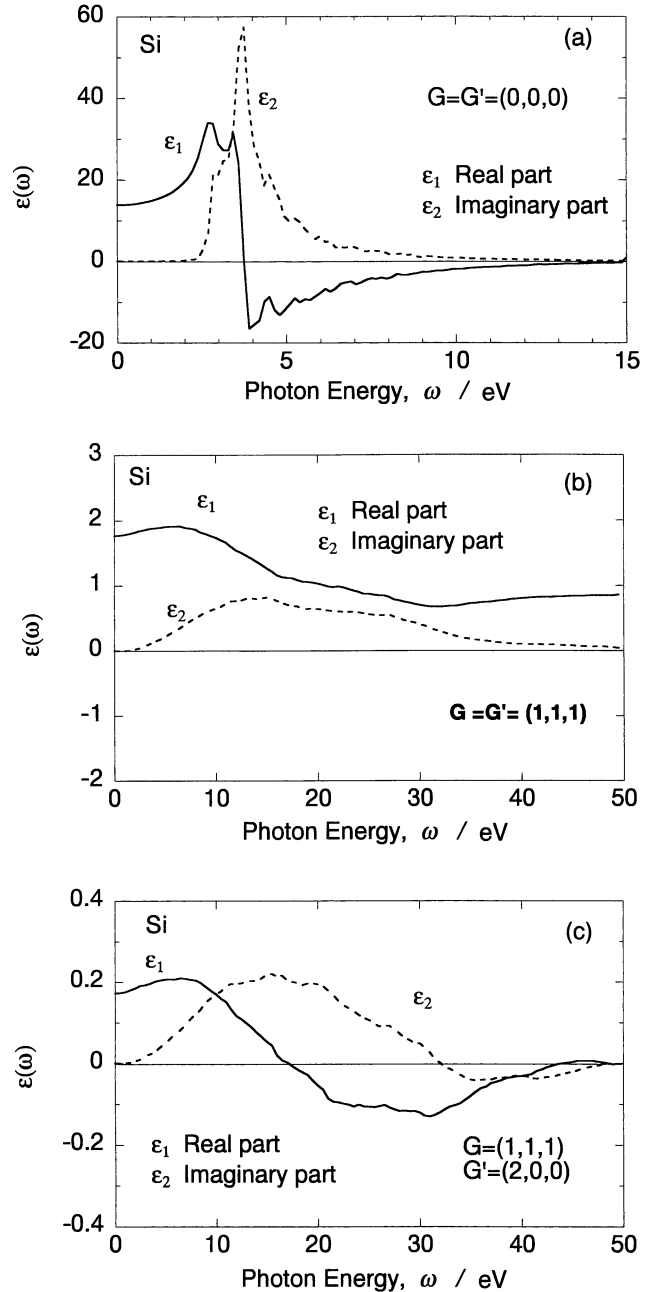 60
Si
(a)
ε2
G=G'=(0,0,0)
40
ε1
ε1 Real part
ε2 Imaginary part
20
ε(ω)
0
-20
0 5 10 15
Photon Energy, ω / eV
3
Si
(b)
ε1
ε1 Real part
ε2 Imaginary part
2
1
ε2
ε(ω)
0
G =G'= (1,1,1)
-1
-2
0 10 20 30 40 50
Photon Energy, ω / eV
0.4
Si
(c)
ε1
0.2
ε2
ε(ω)
0
ε1 Real part
ε2 Imaginary part
G=(1,1,1)
G'=(2,0,0)
-0.2
-0.4
0 10 20 30 40 50
Photon Energy, ω / eV